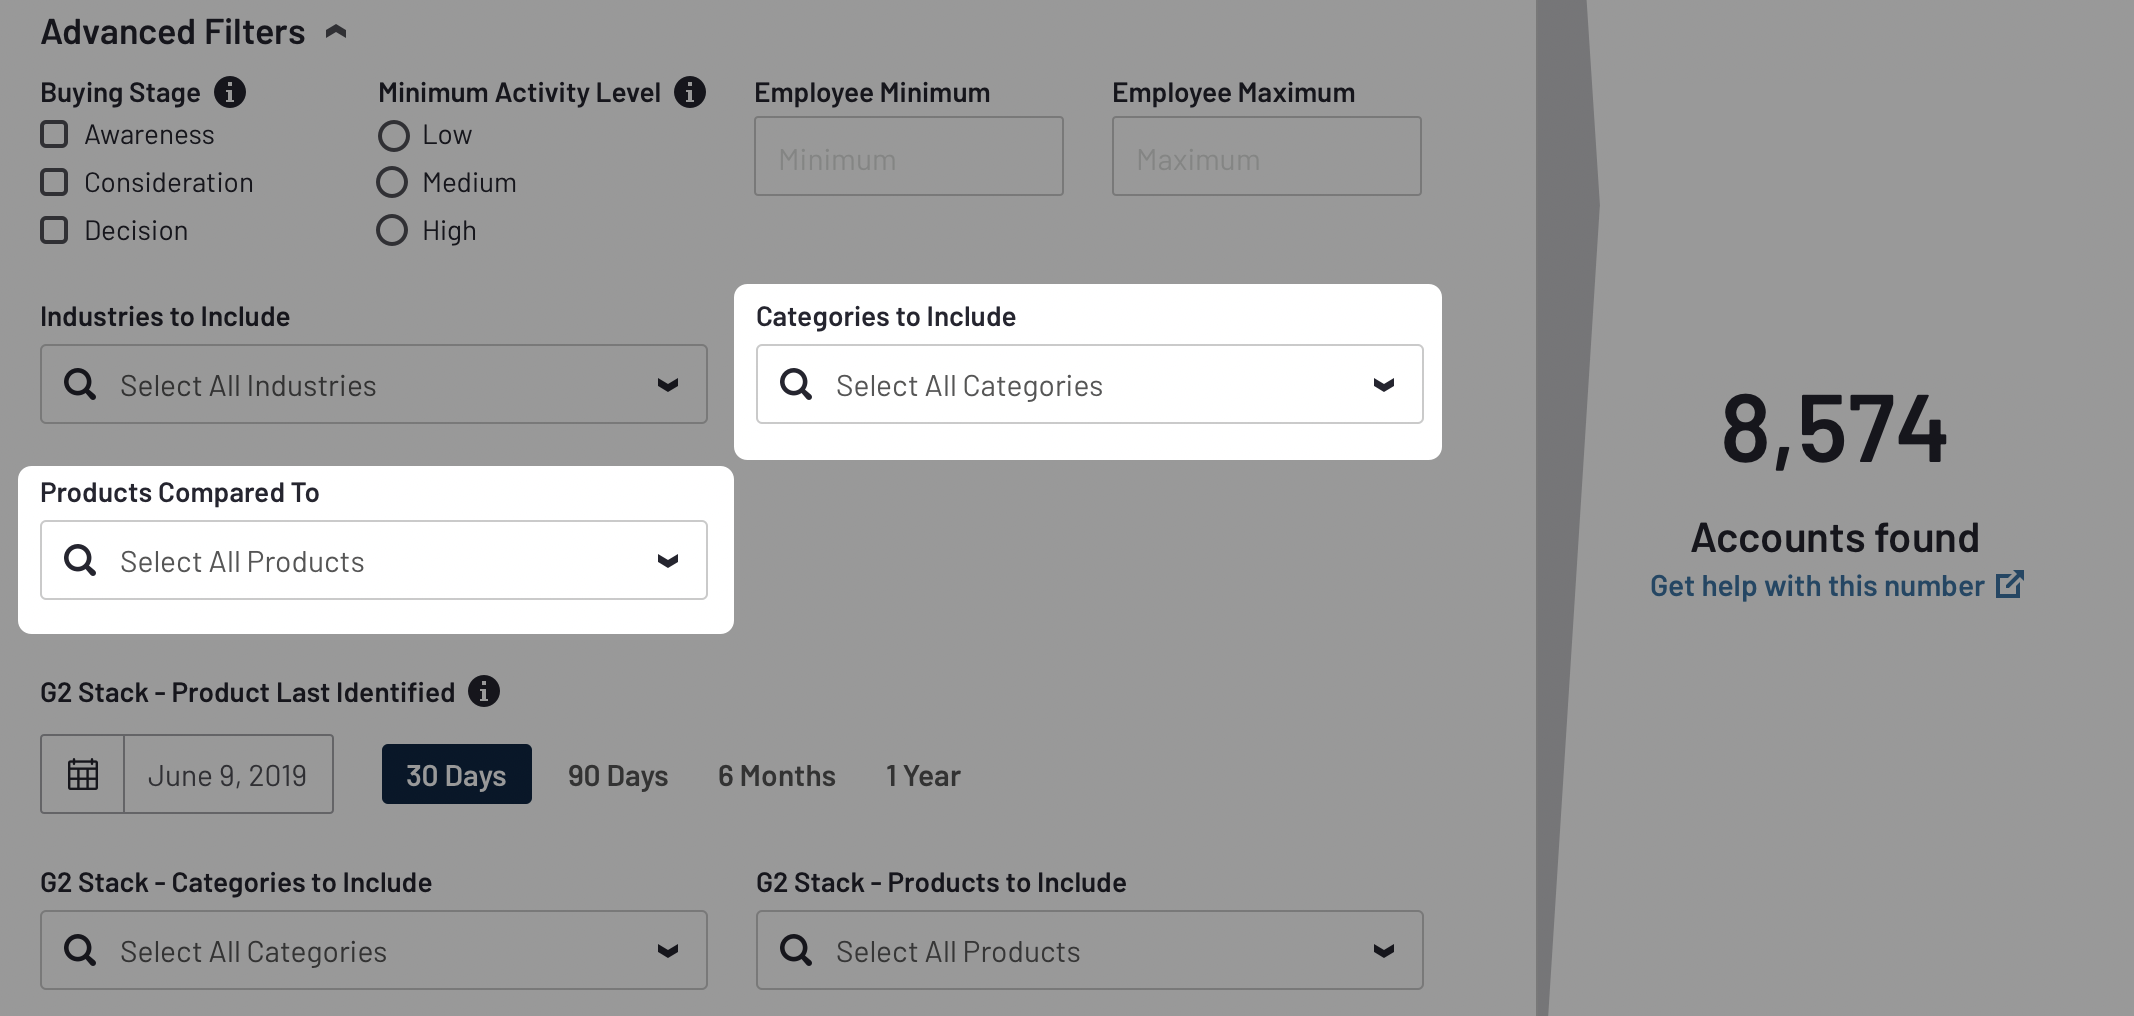 Advanced Filters
Buying Stage
Awareness
Consideration
Decision
Minimum Activity Level
Low
Medium
High
Employee Minimum
Minimum
Employee Maximum
Maximum
Industries to Include
Select All Industries
Categories to Include
Select All Categories
Products Compared To
Select All Products
G2 Stack - Product Last Identified
June 9, 2019
30 Days
90 Days
6 Months
1 Year
G2 Stack - Categories to Include
Select All Categories
G2 Stack - Products to Include
Select All Products
8,574
Accounts found
Get help with this number